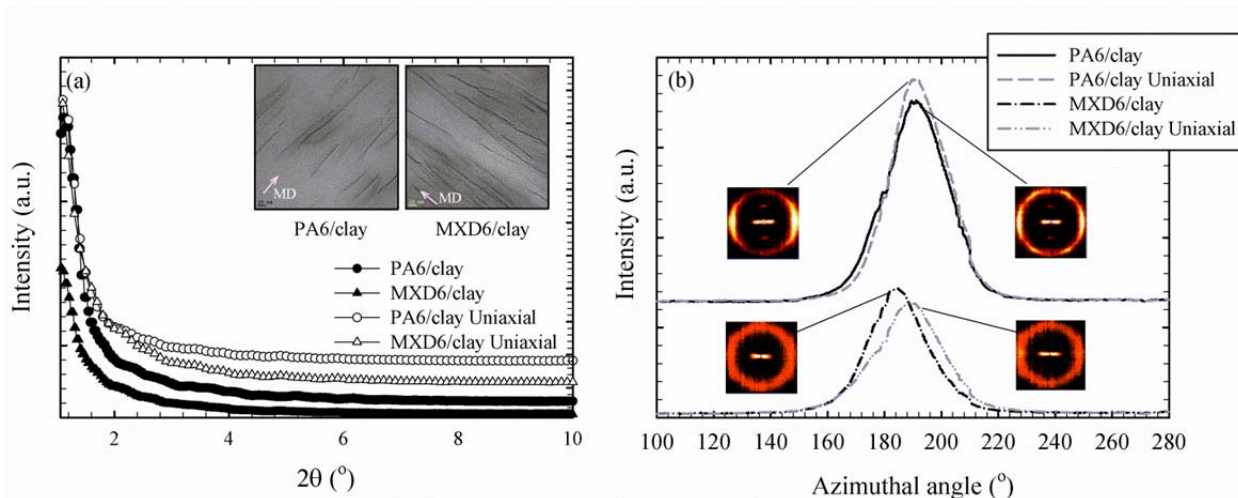 (a)
MD
MD
PA6/clay MXD6/clay
PA6/clay
MXD6/clay
PA6/clay Uniaxial
MXD6/clay Uniaxial
Intensity (a.u.)
2 4 6 8 10
2θ (°)
(b)
PA6/clay
PA6/clay Uniaxial
MXD6/clay
MXD6/clay Uniaxial
Intensity (a.u.)
100 120 140 160 180 200 220 240 260 280
Azimuthal angle (°)